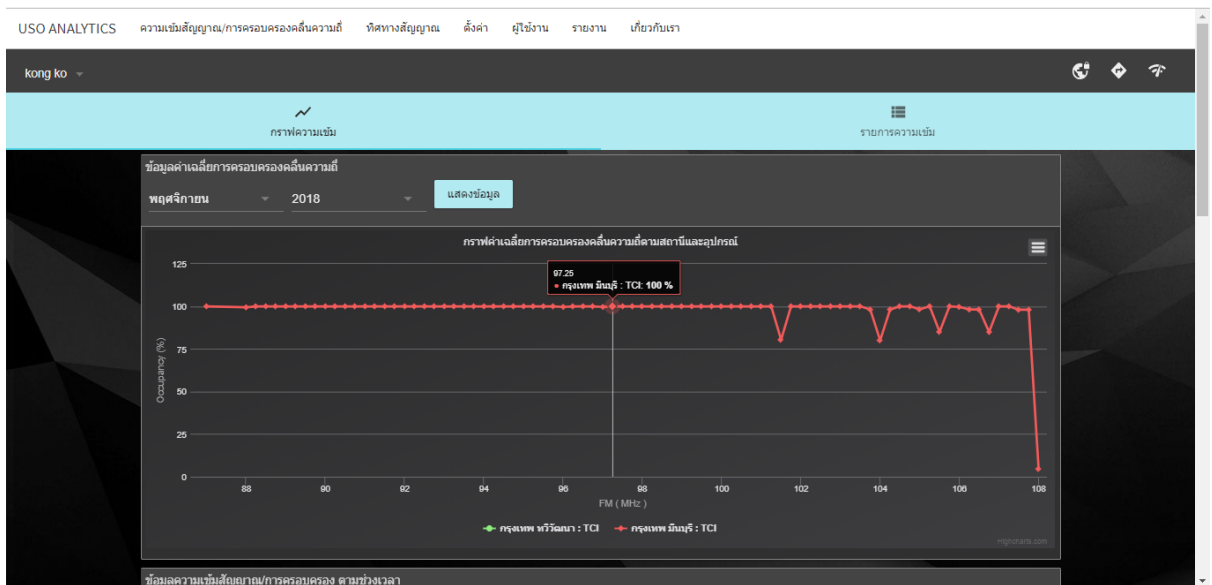 USO ANALYTICS ความเข้มสัญญาณ/การครอบครองคลื่นความถี่ ทิศทางสัญญาณ ตั้งค่า ผู้ใช้งาน รายงาน เกี่ยวกับเรา
kong ko
กราฟความเข้ม รายการความเข้ม
ข้อมูลค่าเฉลี่ยการครอบครองคลื่นความถี่
พฤศจิกายน 2018 แสดงข้อมูล
กราฟค่าเฉลี่ยการครอบครองคลื่นความถี่ตามสถานีและอุปกรณ์
97.25
กรุงเทพ มีนบุรี : TCI: 100 %
125
100
75
50
25
0
Occupancy (%)
88 90 92 94 96 98 100 102 104 106 108
FM ( MHz )
กรุงเทพ ทวีวัฒนา : TCI กรุงเทพ มีนบุรี : TCI
Highcharts.com
ข้อมูลความเข้มสัญญาณ/การครอบครอง ตามช่วงเวลา